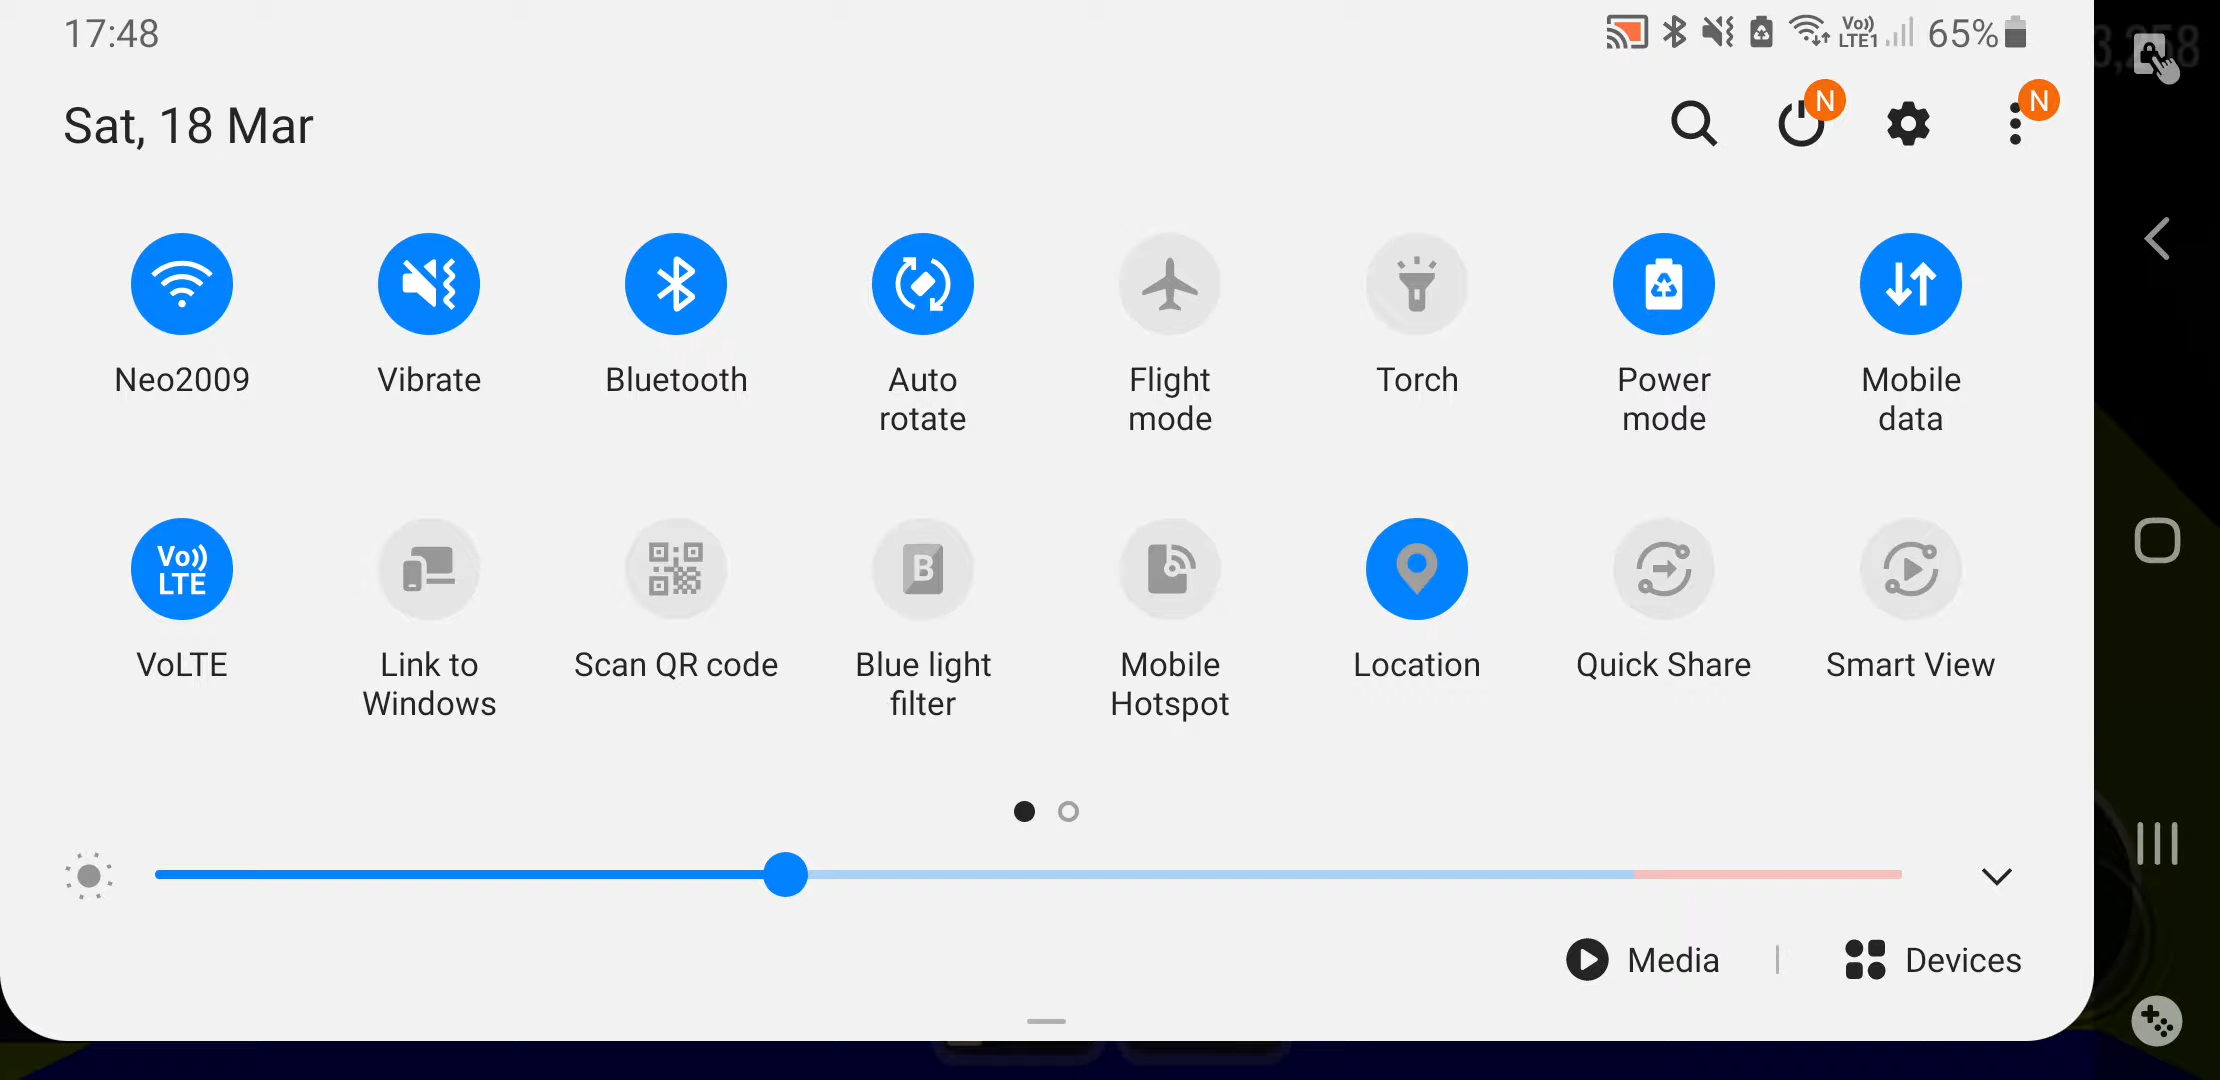 17:48
Vo))
LTE1
65%
Sat, 18 Mar
N
N
Neo2009
Vibrate
Bluetooth
Auto
rotate
Flight
mode
Torch
Power
mode
Mobile
data
Vo))
LTE
B
VoLTE
Link to
Windows
Scan QR code
Blue light
filter
Mobile
Hotspot
Location
Quick Share
Smart View
Media
Devices